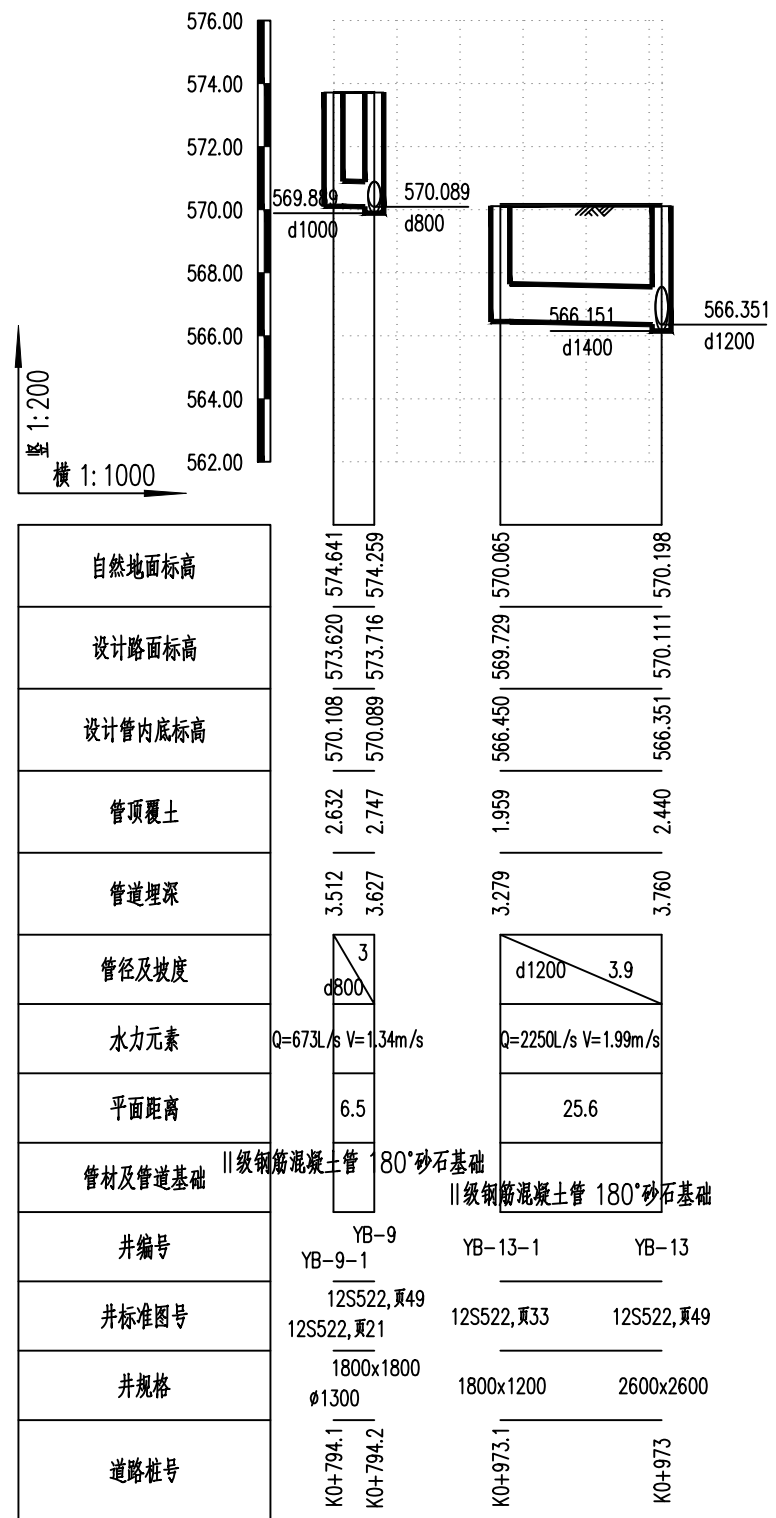 576.00
574.00
572.00
570.00
568.00
566.00
564.00
562.00
竖 1:200
横 1:1000
569.889
d1000
570.089
d800
566.151
d1400
566.351
d1200
自然地面标高
574.641
574.259
570.065
570.198
设计路面标高
573.620
573.716
569.729
570.111
设计管内底标高
570.108
570.089
566.450
566.351
管顶覆土
2.632
2.747
1.959
2.440
管道埋深
3.512
3.627
3.279
3.760
管径及坡度
d800
3
d1200
3.9
水力元素
Q=673L/s V=1.34m/s
Q=2250L/s V=1.99m/s
平面距离
6.5
25.6
管材及管道基础
II级钢筋混凝土管 180°砂石基础
II级钢筋混凝土管 180°砂石基础
井编号
YB-9-1
YB-9
YB-13-1
YB-13
井标准图号
12S522,页21
12S522,页49
12S522,页33
12S522,页49
井规格
φ1300
1800x1800
1800x1200
2600x2600
道路桩号
K0+794.1
K0+794.2
K0+973.1
K0+973